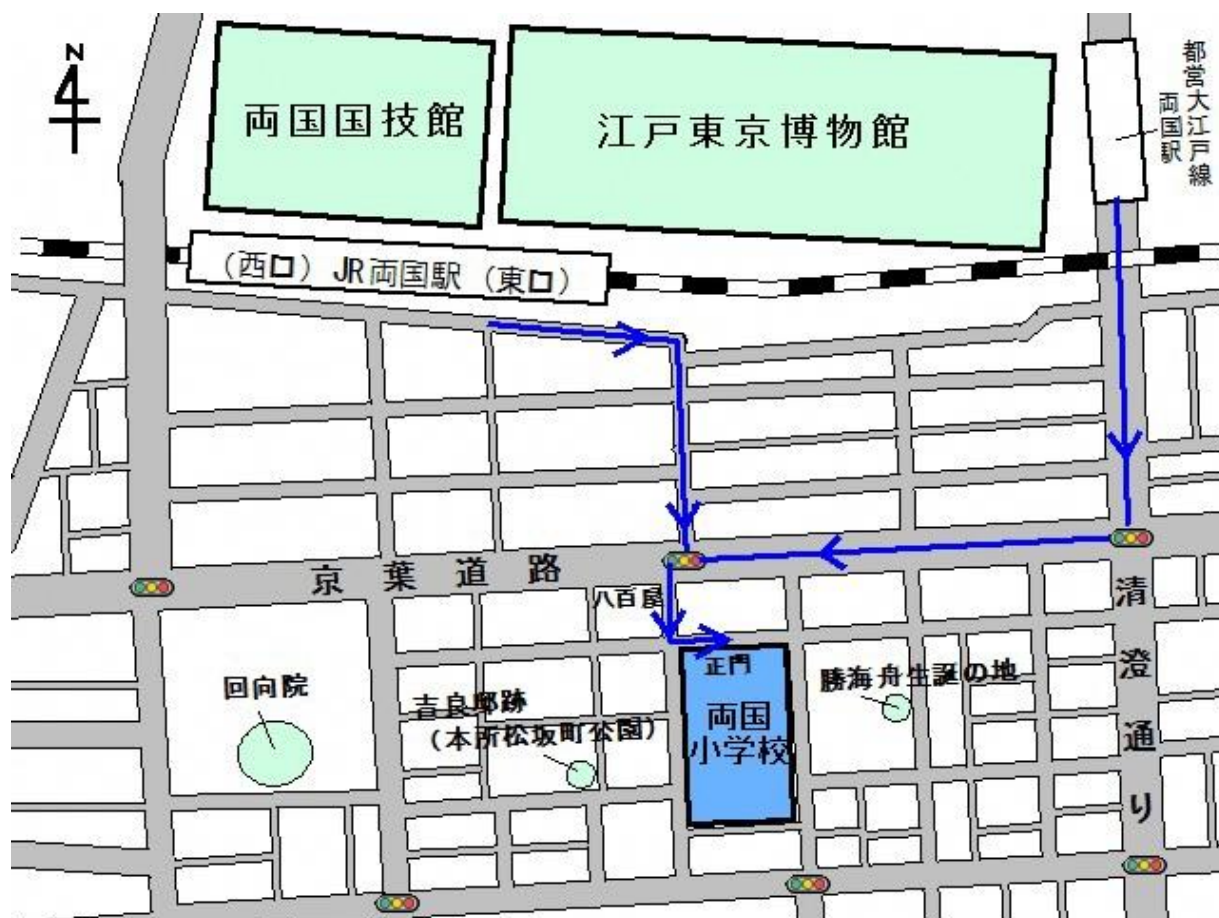 N
両国国技館
江戸東京博物館
都営大江戸線
両国駅
（西口）JR両国駅（東口）
京葉道路
八百屋
清澄通り
正門
回向院
吉良邸跡
（本所松坂町公園）
両国
小学校
勝海舟生誕の地